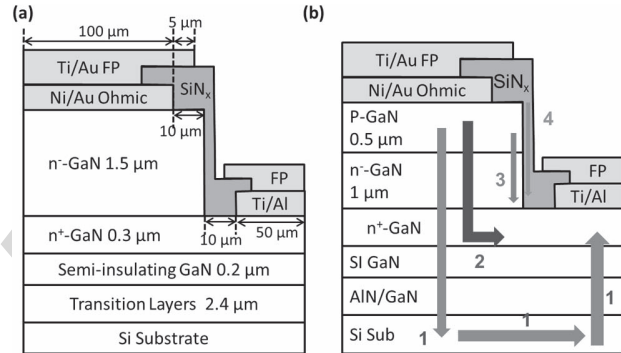 (a)
5 µm
100 µm
Ti/Au FP
SiNx
Ni/Au Ohmic
10 µm
n⁻-GaN 1.5 µm
FP
Ti/Al
n⁺-GaN 0.3 µm
10 µm
50 µm
Semi-insulating GaN 0.2 µm
Transition Layers 2.4 µm
Si Substrate
(b)
Ti/Au FP
SiNx
Ni/Au Ohmic
P-GaN
0.5 µm
4
n⁻-GaN
1 µm
3
FP
Ti/Al
n⁺-GaN
2
SI GaN
AlN/GaN
1
Si Sub
1
1